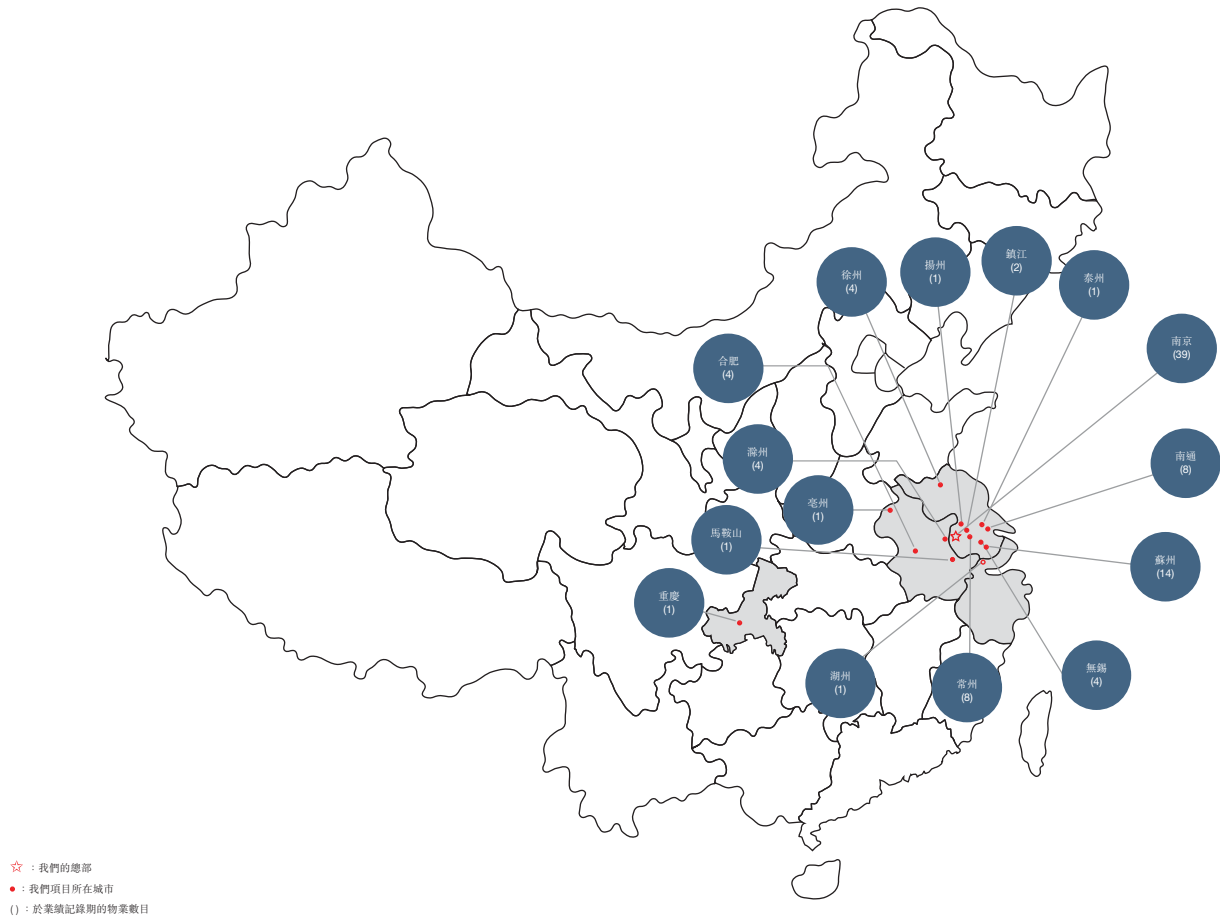 鎮江
(2)
揚州
(1)
徐州
(4)
泰州
(1)
南京
(39)
合肥
(4)
滁州
(4)
南通
(8)
亳州
(1)
馬鞍山
(1)
蘇州
(14)
重慶
(1)
無錫
(4)
湖州
(1)
常州
(8)
☆ ：我們的總部
● ：我們項目所在城市
( ) ：於業績記錄期的物業數目